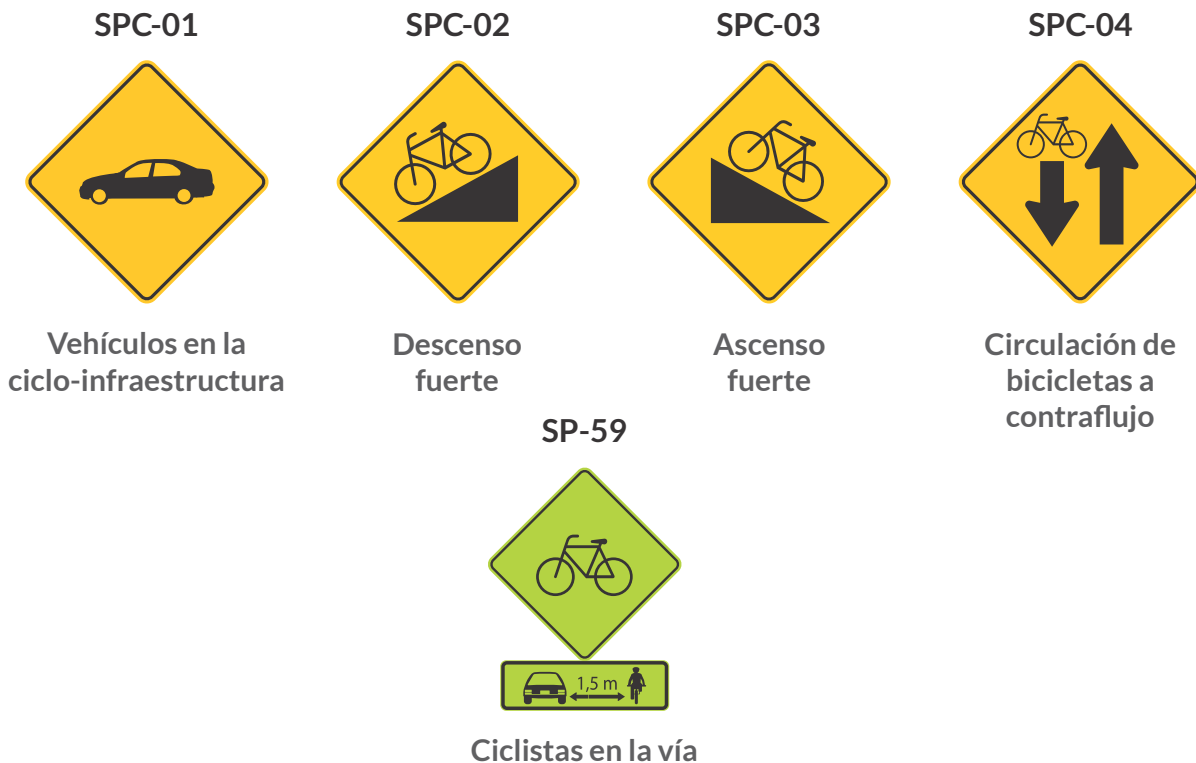 SPC-01
SPC-02
SPC-03
SPC-04
Vehículos en la
ciclo-infraestructura
Descenso
fuerte
Ascenso
fuerte
Circulación de
bicicletas a
contraflujo
SP-59
1,5 m
Ciclistas en la vía